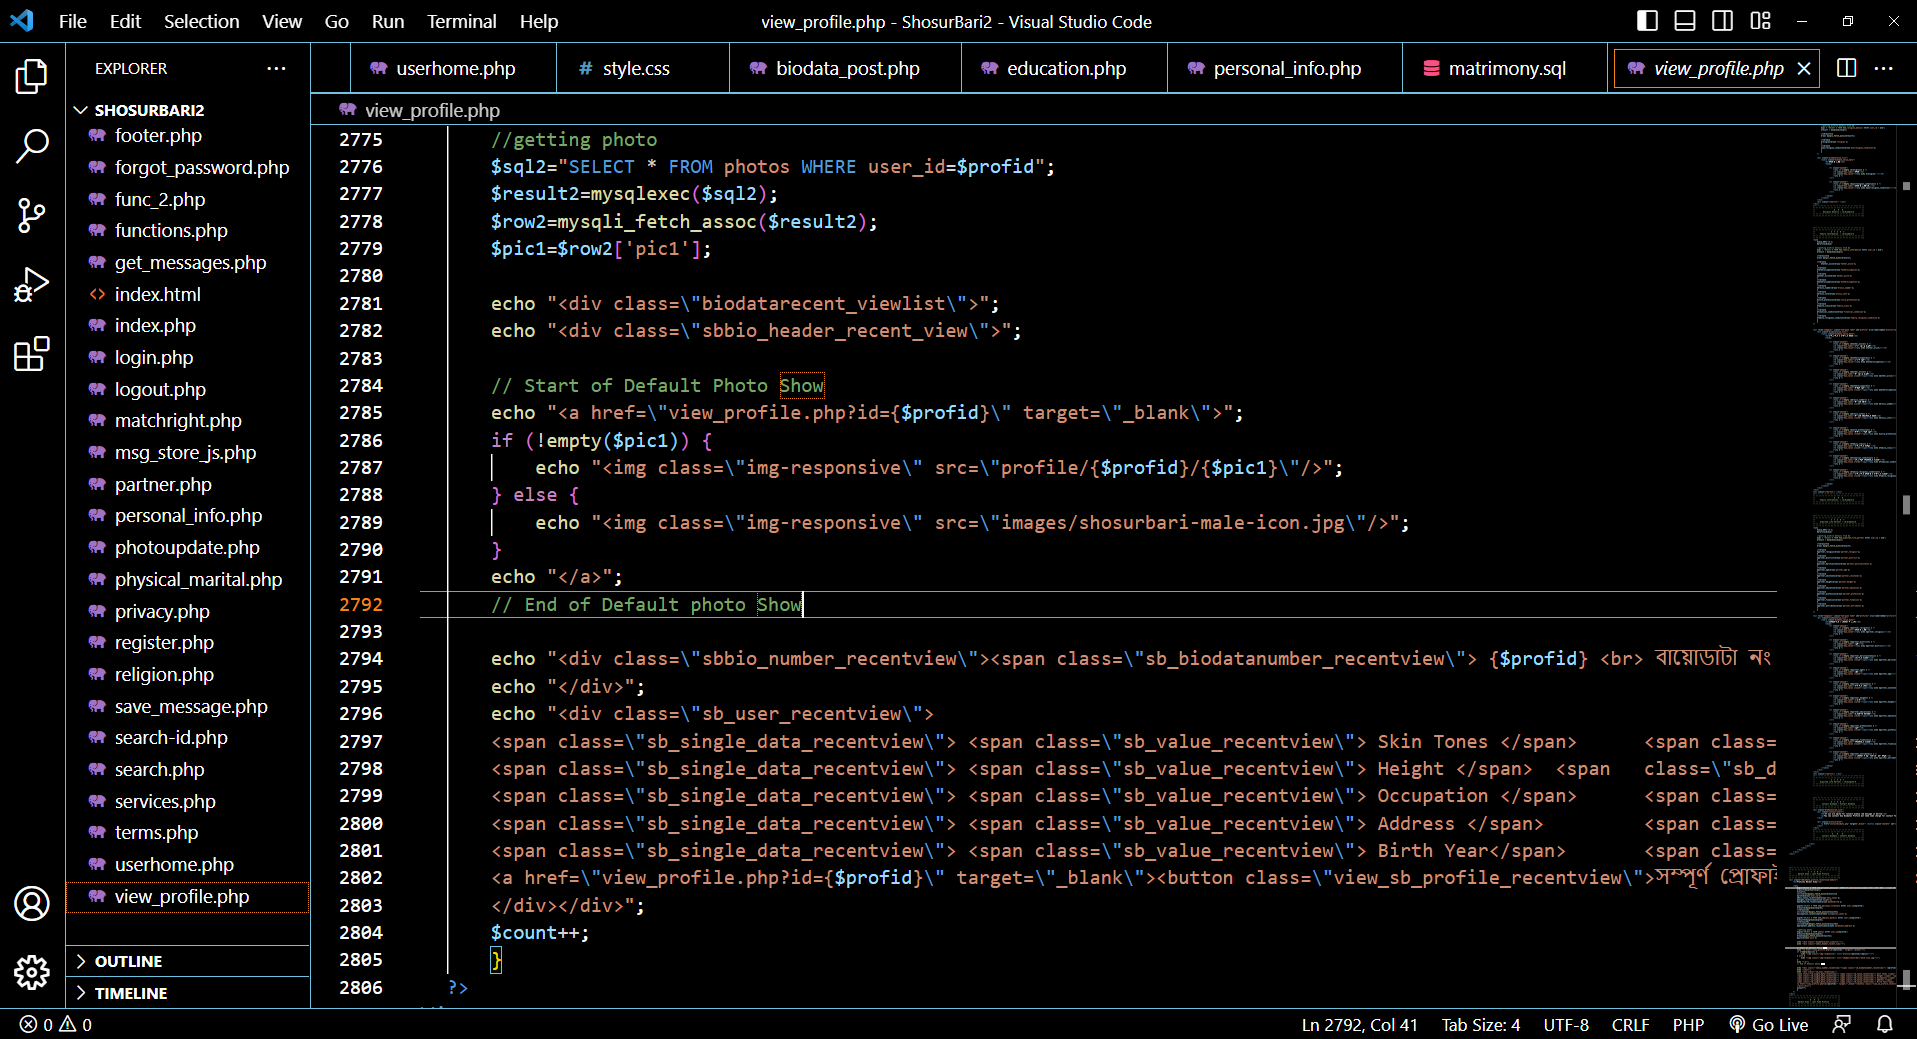 File Edit Selection View Go Run Terminal Help
view_profile.php - ShosurBari2 - Visual Studio Code
EXPLORER
SHOSURBARI2
footer.php
forgot_password.php
func_2.php
functions.php
get_messages.php
index.html
index.php
login.php
logout.php
matchright.php
msg_store_js.php
partner.php
personal_info.php
photoupdate.php
physical_marital.php
privacy.php
register.php
religion.php
save_message.php
search-id.php
search.php
services.php
terms.php
userhome.php
view_profile.php
OUTLINE
TIMELINE
userhome.php style.css biodata_post.php education.php personal_info.php matrimony.sql view_profile.php
view_profile.php
2775 //getting photo
2776 $sql2="SELECT * FROM photos WHERE user_id=$profid";
2777 $result2=mysqlexec($sql2);
2778 $row2=mysqli_fetch_assoc($result2);
2779 $pic1=$row2['pic1'];
2780
2781 echo "<div class=\"biodatarecent_viewlist\">";
2782 echo "<div class=\"sbbio_header_recent_view\">";
2783
2784 // Start of Default Photo Show
2785 echo "<a href=\"view_profile.php?id={$profid}\" target=\"_blank\">";
2786 if (!empty($pic1)) {
2787 echo "<img class=\"img-responsive\" src=\"profile/{$profid}/{$pic1}\"/>";
2788 } else {
2789 echo "<img class=\"img-responsive\" src=\"images/shosurbari-male-icon.jpg\"/>";
2790 }
2791 echo "</a>";
2792 // End of Default photo Show
2793
2794 echo "<div class=\"sbbio_number_recentview\"><span class=\"sb_biodatanumber_recentview\"> {$profid} <br> বায়োডাটা নং
2795 echo "</div>";
2796 echo "<div class=\"sb_user_recentview\">
2797 <span class=\"sb_single_data_recentview\"> <span class=\"sb_value_recentview\"> Skin Tones </span> <span class=
2798 <span class=\"sb_single_data_recentview\"> <span class=\"sb_value_recentview\"> Height </span> <span class=\"sb_d
2799 <span class=\"sb_single_data_recentview\"> <span class=\"sb_value_recentview\"> Occupation </span> <span class=
2800 <span class=\"sb_single_data_recentview\"> <span class=\"sb_value_recentview\"> Address </span> <span class=
2801 <span class=\"sb_single_data_recentview\"> <span class=\"sb_value_recentview\"> Birth Year</span> <span class=
2802 <a href=\"view_profile.php?id={$profid}\" target=\"_blank\"><button class=\"view_sb_profile_recentview\">সম্পূর্ণ
2803 </div></div>";
2804 $count++;
2805 }
2806 ?>
0 0
Ln 2792, Col 41 Tab Size: 4 UTF-8 CRLF PHP Go Live